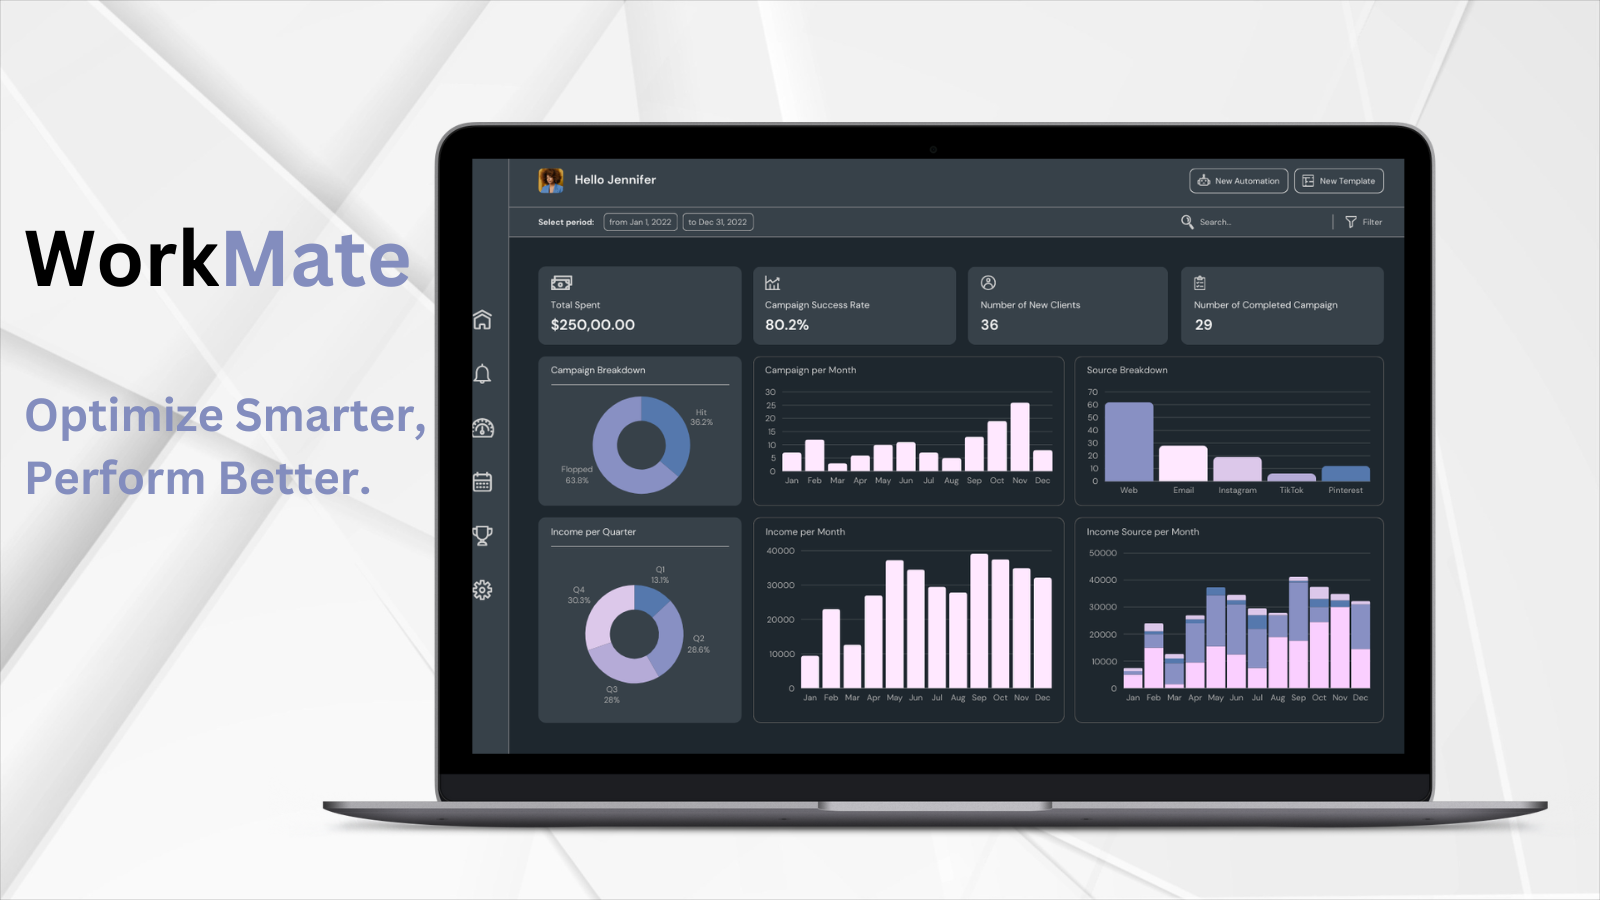 WorkMate
Optimize Smarter,
Perform Better.
Hello Jennifer
New Automation
New Template
Select period:
from Jan 1, 2022
to Dec 31, 2022
Search..
Filter
Total Spent
$250,00.00
Campaign Success Rate
80.2%
Number of New Clients
36
Number of Completed Campaign
29
Campaign Breakdown
Hit
36.2%
Flopped
63.8%
Campaign per Month
30
25
20
15
10
5
0
Jan Feb Mar Apr May Jun Jul Aug Sep Oct Nov Dec
Source Breakdown
70
60
50
40
30
20
10
0
Web Email Instagram TikTok Pinterest
Income per Quarter
Q1
13.1%
Q4
30.3%
Q2
28.6%
Q3
28%
Income per Month
40000
30000
20000
10000
0
Jan Feb Mar Apr May Jun Jul Aug Sep Oct Nov Dec
Income Source per Month
50000
40000
30000
20000
10000
0
Jan Feb Mar Apr May Jun Jul Aug Sep Oct Nov Dec